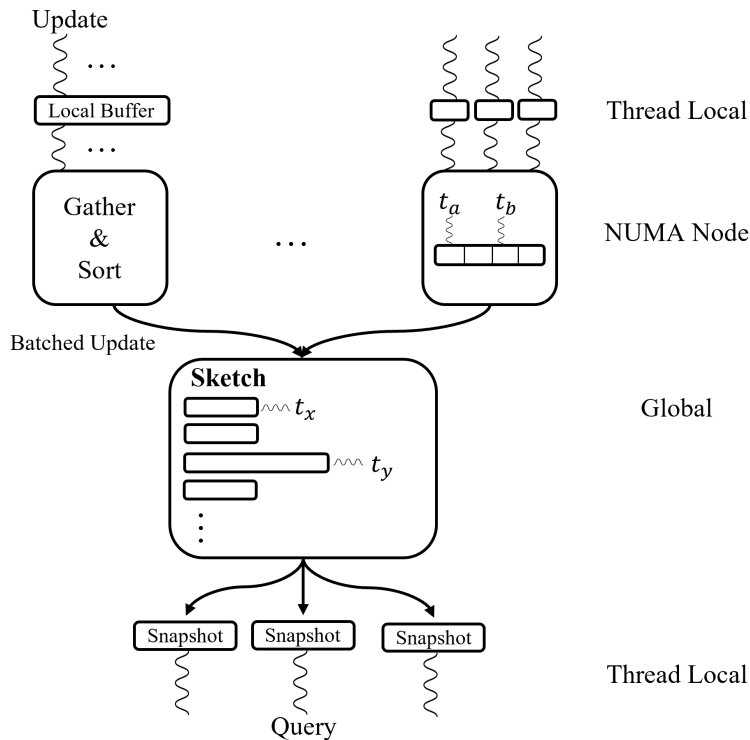 Update
...
Local Buffer
Thread Local
...
Gather
&
Sort
...
t_a
t_b
NUMA Node
Batched Update
Sketch
t_x
Global
t_y
⋮
Snapshot
Snapshot
Snapshot
Thread Local
Query